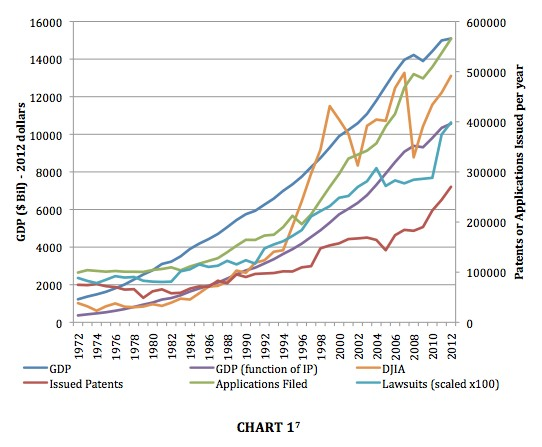 16000
14000
12000
10000
8000
6000
4000
2000
0
GDP ($ Bil) - 2012 dollars
600000
500000
400000
300000
200000
100000
0
Patents or Applications Issued per year
1972 1974 1976 1978 1980 1982 1984 1986 1988 1990 1992 1994 1996 1998 2000 2002 2004 2006 2008 2010 2012
GDP GDP (function of IP) DJIA
Issued Patents Applications Filed Lawsuits (scaled x100)
CHART 1⁷